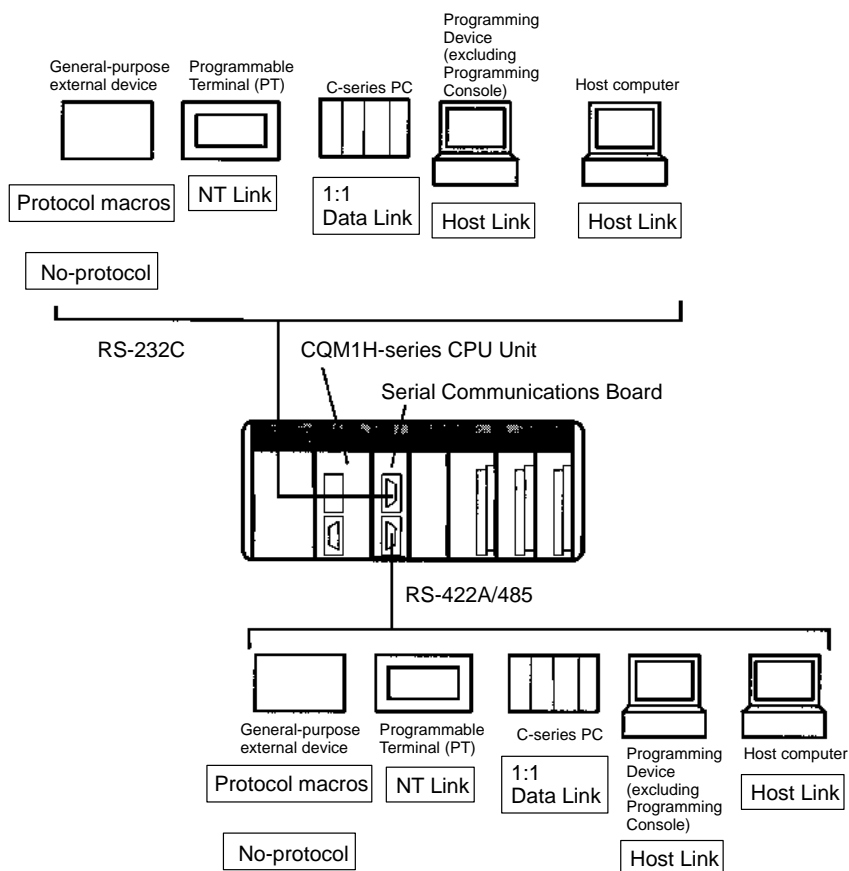 General-purpose
external device
Programmable
Terminal (PT)
C-series PC
Programming
Device
(excluding
Programming
Console)
Host computer
Protocol macros
NT Link
1:1
Data Link
Host Link
Host Link
No-protocol
RS-232C
CQM1H-series CPU Unit
Serial Communications Board
RS-422A/485
General-purpose
external device
Programmable
Terminal (PT)
C-series PC
Programming
Device
(excluding
Programming
Console)
Host computer
Protocol macros
NT Link
1:1
Data Link
Host Link
No-protocol
Host Link